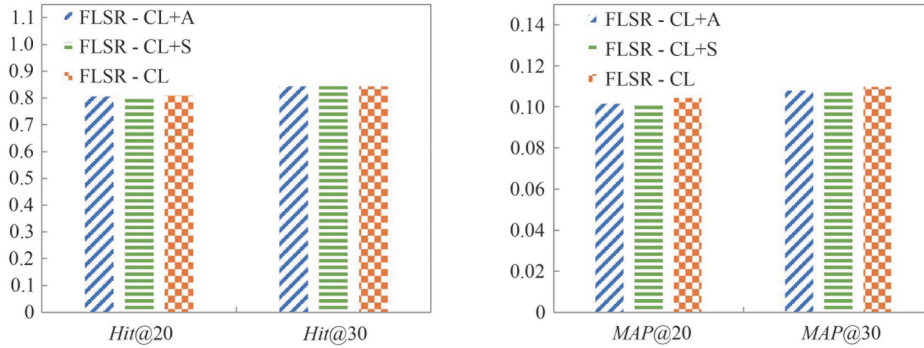 1.1
1.0
0.9
0.8
0.7
0.6
0.5
0.4
0.3
0.2
0.1
0
FLSR - CL+A
FLSR - CL+S
FLSR - CL
Hit@20
Hit@30
0.14
0.12
0.10
0.08
0.06
0.04
0.02
0
FLSR - CL+A
FLSR - CL+S
FLSR - CL
MAP@20
MAP@30